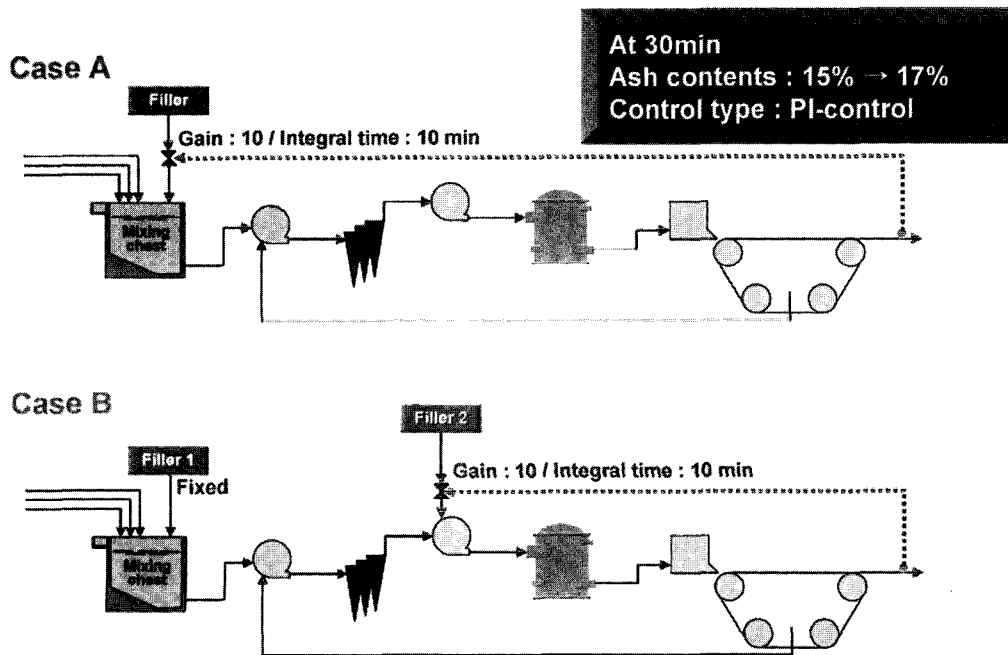 At 30min
Ash contents : 15% → 17%
Control type : PI-control
Case A
Filler
Gain : 10 / Integral time : 10 min
Mixing
chest
Case B
Filler 2
Filler 1
Gain : 10 / Integral time : 10 min
Fixed
Mixing
chest